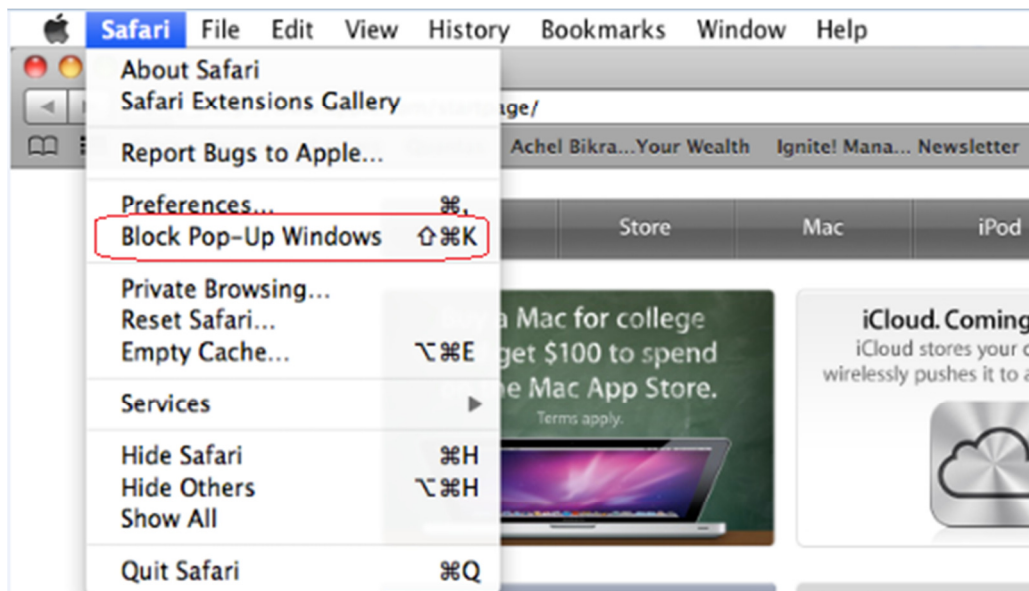 Safari File Edit View History Bookmarks Window Help
About Safari
Safari Extensions Gallery
Report Bugs to Apple...
Preferences... ⌘,
Block Pop-Up Windows ⇧⌘K
Private Browsing...
Reset Safari...
Empty Cache... ⌥⌘E
Services ▶
Hide Safari ⌘H
Hide Others ⌥⌘H
Show All
Quit Safari ⌘Q
page/
Achel Bikra...Your Wealth Ignite! Mana... Newsletter
Store Mac iPod
Buy a Mac for college
get $100 to spend
the Mac App Store.
Terms apply.
iCloud. Coming
iCloud stores your
wirelessly pushes it to a